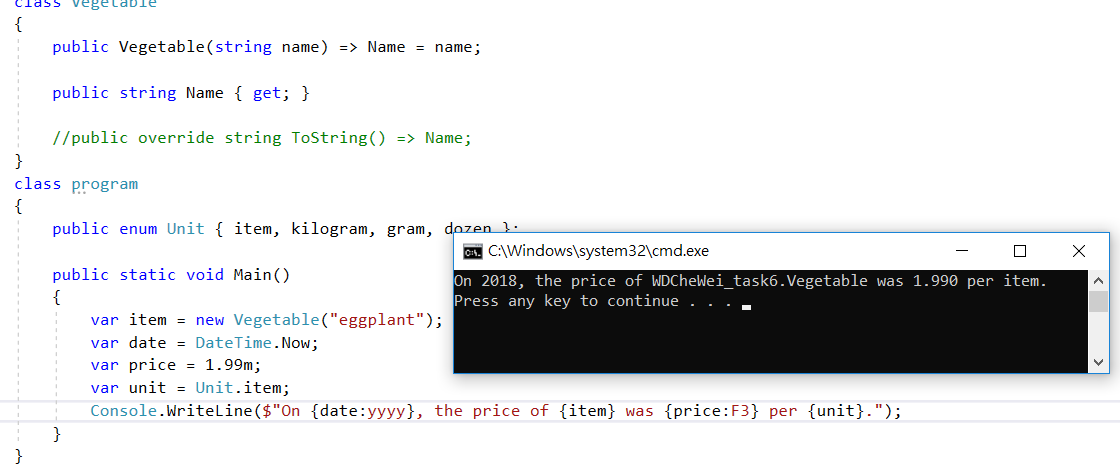 class Vegetable
{
public Vegetable(string name) => Name = name;
public string Name { get; }
//public override string ToString() => Name;
}
class program
{
public enum Unit { item, kilogram, gram, dozen };
public static void Main()
{
var item = new Vegetable("eggplant");
var date = DateTime.Now;
var price = 1.99m;
var unit = Unit.item;
Console.WriteLine($"On {date:yyyy}, the price of {item} was {price:F3} per {unit}.");
}
}
C:\Windows\system32\cmd.exe
On 2018, the price of WDCheWei_task6.Vegetable was 1.990 per item.
Press any key to continue . . .